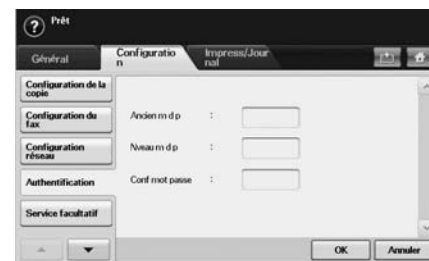 ? Prêt
Général
Configuratio
n
Impress/Jour
nal
Configuration de la
copie
Configuration du
fax
Configuration
réseau
Authentification
Service facultatif
Ancien m d p :
Nveau m d p :
Conf mot passe :
OK
Annuler